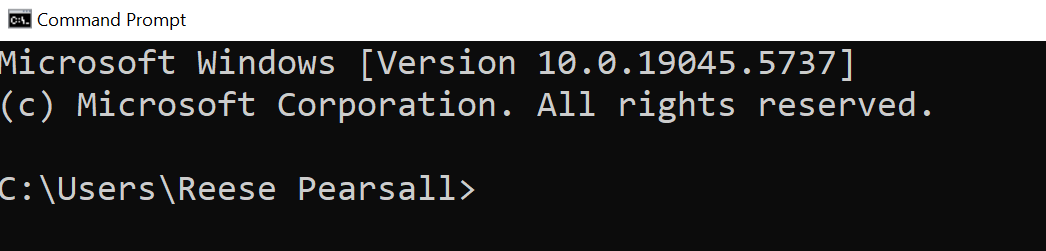 Command Prompt
Microsoft Windows [Version 10.0.19045.5737]
(c) Microsoft Corporation. All rights reserved.
C:\Users\Reese Pearsall>